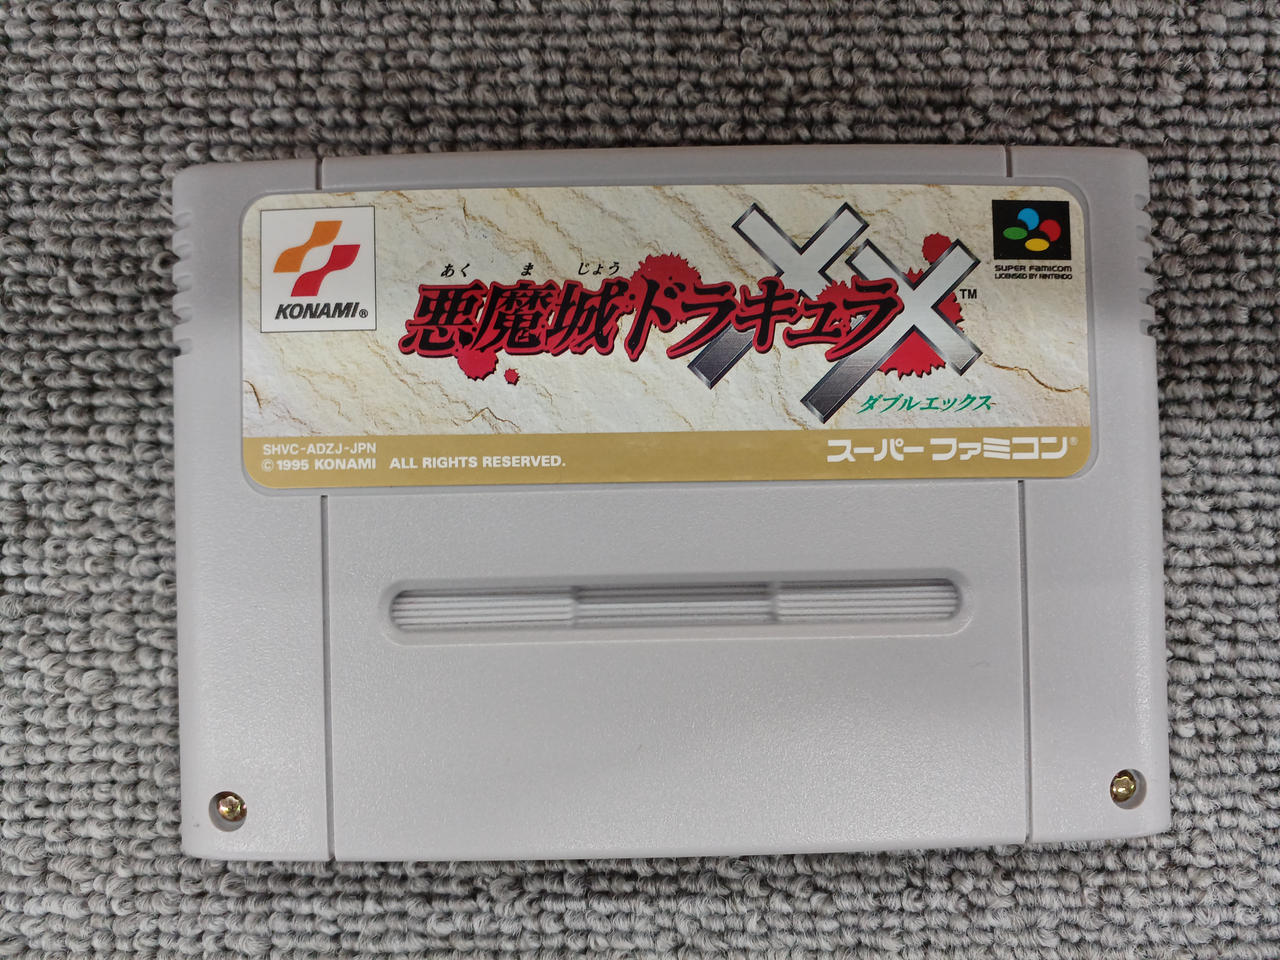 KONAMI®
あくまじょう
悪魔城ドラキュラXX™
ダブルエックス
SUPER FAMICOM
LICENSED BY NINTENDO
SHVC-ADZJ-JPN
© 1995 KONAMI ALL RIGHTS RESERVED.
スーパーファミコン®